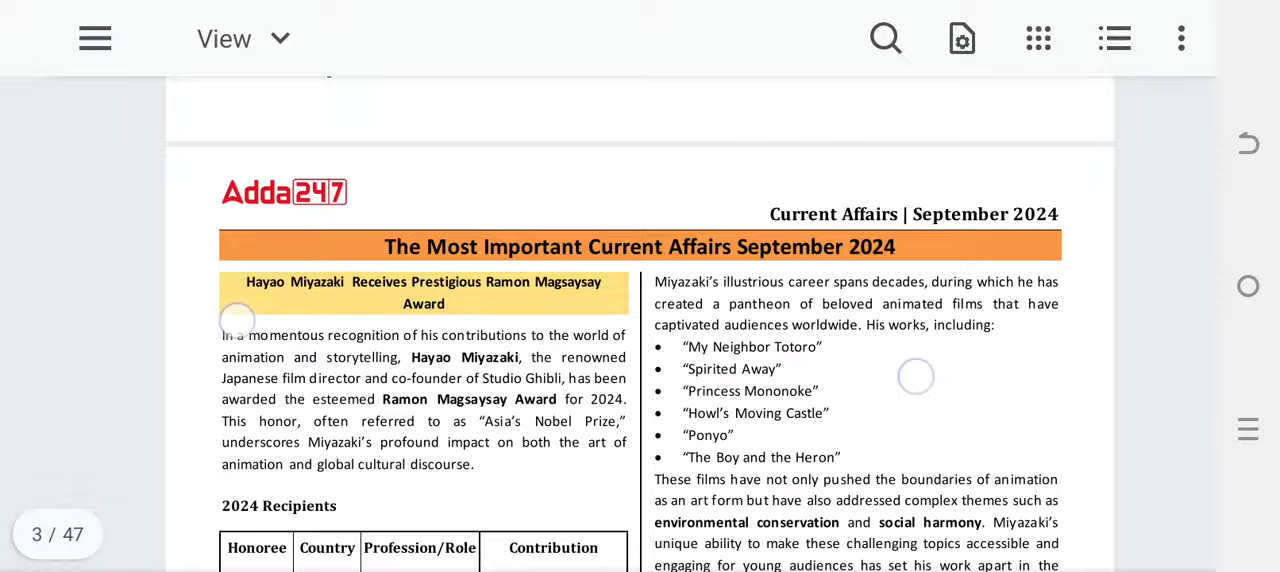 View
Adda247
Current Affairs | September 2024
The Most Important Current Affairs September 2024
Hayao Miyazaki Receives Prestigious Ramon Magsaysay
Award
In a momentous recognition of his contributions to the world of
animation and storytelling, Hayao Miyazaki, the renowned
Japanese film director and co-founder of Studio Ghibli, has been
awarded the esteemed Ramon Magsaysay Award for 2024.
This honor, often referred to as “Asia’s Nobel Prize,”
underscores Miyazaki’s profound impact on both the art of
animation and global cultural discourse.
2024 Recipients
Honoree Country Profession/Role Contribution
Miyazaki’s illustrious career spans decades, during which he has
created a pantheon of beloved animated films that have
captivated audiences worldwide. His works, including:
• “My Neighbor Totoro”
• “Spirited Away”
• “Princess Mononoke”
• “Howl’s Moving Castle”
• “Ponyo”
• “The Boy and the Heron”
These films have not only pushed the boundaries of animation
as an art form but have also addressed complex themes such as
environmental conservation and social harmony. Miyazaki’s
unique ability to make these challenging topics accessible and
engaging for young audiences has set his work apart in the
3 / 47